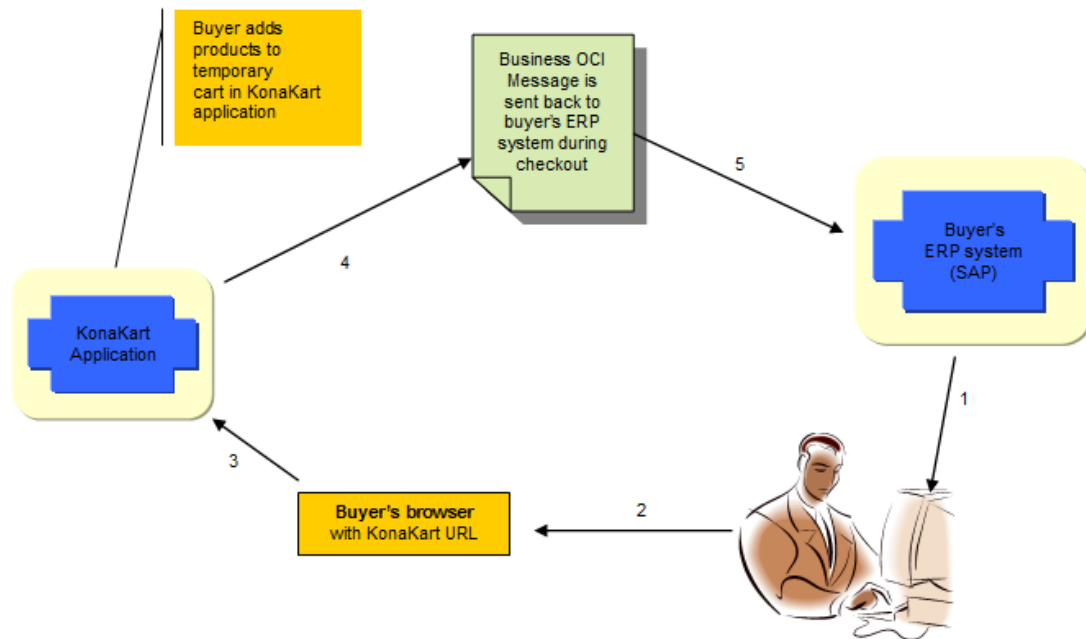 Buyer adds
products to
temporary
cart in KonaKart
application
Business OCI
Message is
sent back to
buyer's ERP
system during
checkout
5
Buyer's
ERP system
(SAP)
4
KonaKart
Application
1
3
Buyer's browser
with KonaKart URL
2